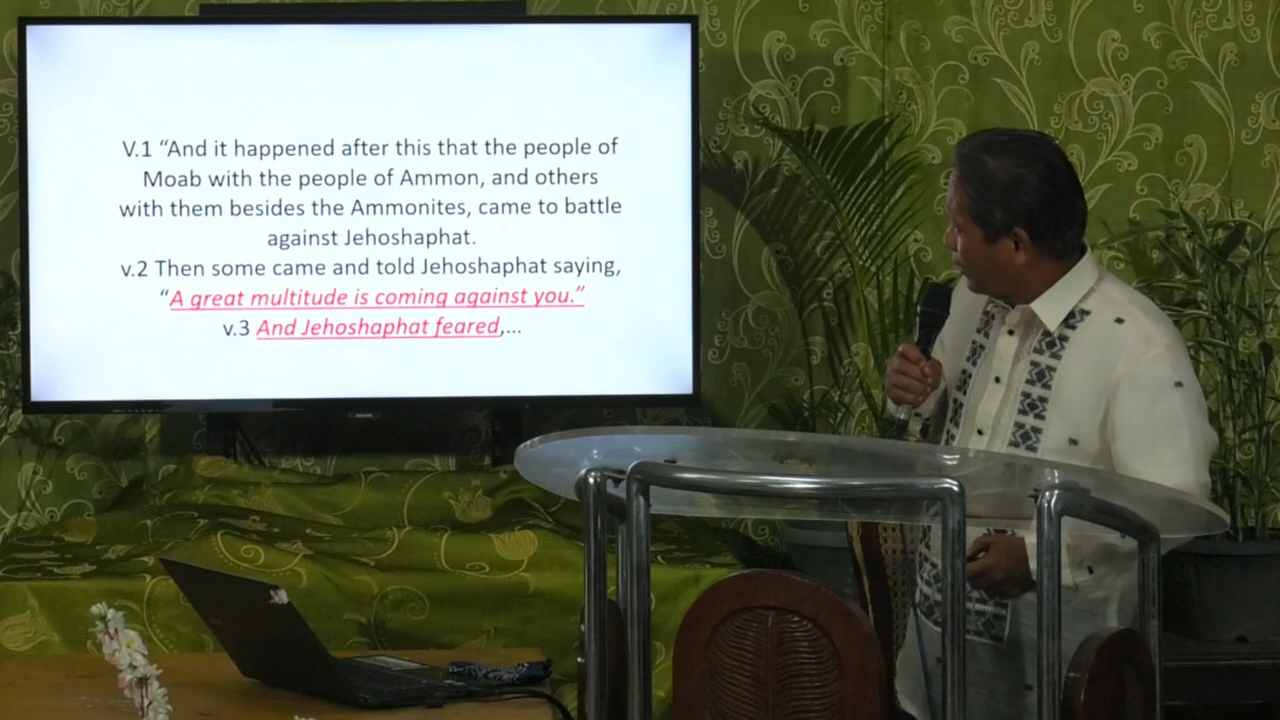 V.1 “And it happened after this that the people of
Moab with the people of Ammon, and others
with them besides the Ammonites, came to battle
against Jehoshaphat.
v.2 Then some came and told Jehoshaphat saying,
“A great multitude is coming against you.”
v.3 And Jehoshaphat feared,...